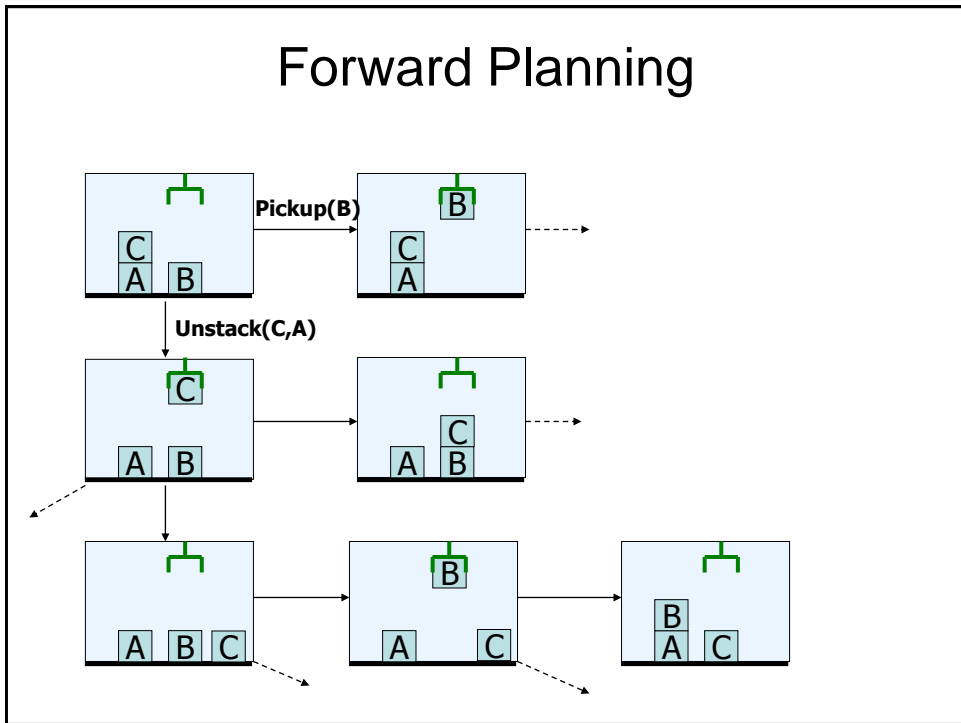 Forward Planning
Pickup(B)
B
C
C
A B
A
Unstack(C,A)
C
C
A B
A B
B
B
A B C
A C
A C